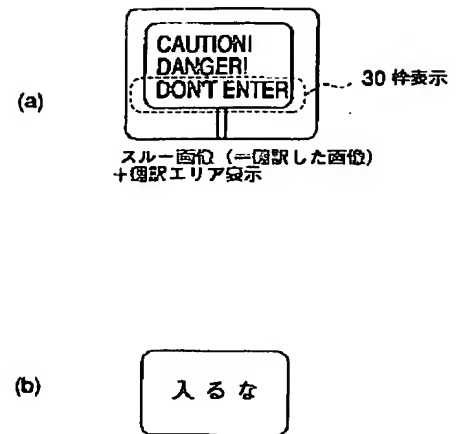 (a)
CAUTION!
DANGER!
DON'T ENTER
30 枠表示
スルー画像（＝翻訳した画像）
＋翻訳エリア表示
(b)
入るな